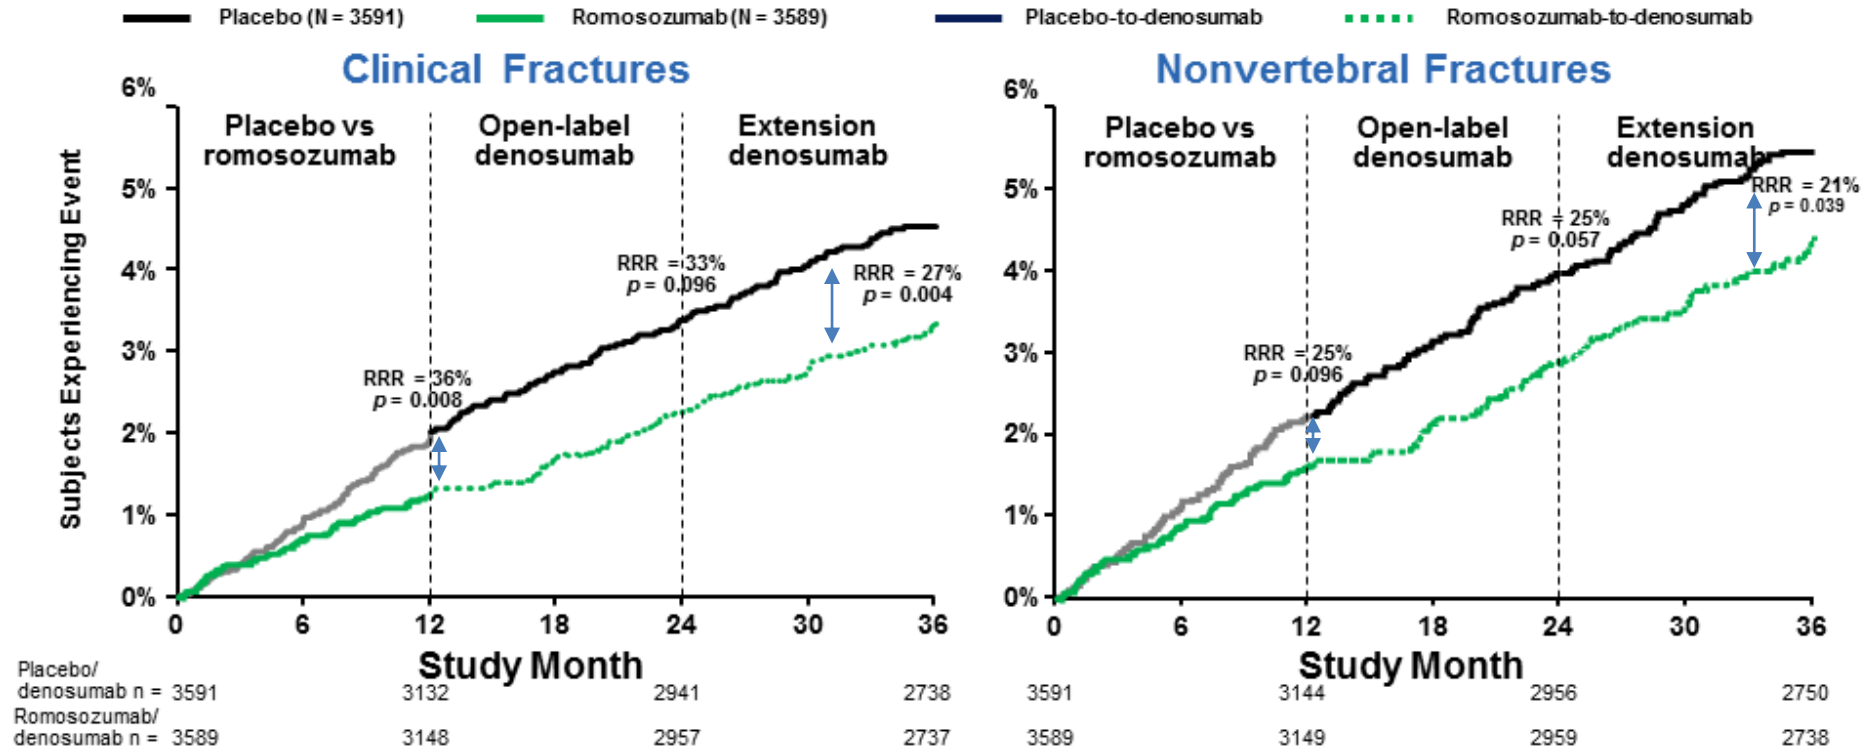 Placebo (N = 3591) Romosozumab (N = 3589) Placebo-to-denosumab Romosozumab-to-denosumab
Clinical Fractures
6%
5%
4%
3%
2%
1%
0%
Subjects Experiencing Event
Placebo vs
romosozumab
Open-label
denosumab
Extension
denosumab
RRR = 36%
p = 0.008
RRR = 33%
p = 0.096
RRR = 27%
p = 0.004
0 6 12 18 24 30 36
Study Month
Nonvertebral Fractures
6%
5%
4%
3%
2%
1%
0%
Placebo vs
romosozumab
Open-label
denosumab
Extension
denosumab
RRR = 25%
p = 0.096
RRR = 25%
p = 0.057
RRR = 21%
p = 0.039
0 6 12 18 24 30 36
Study Month
Placebo/
denosumab n = 3591 3132 2941 2738 3591 3144 2956 2750
Romosozumab/
denosumab n = 3589 3148 2957 2737 3589 3149 2959 2738